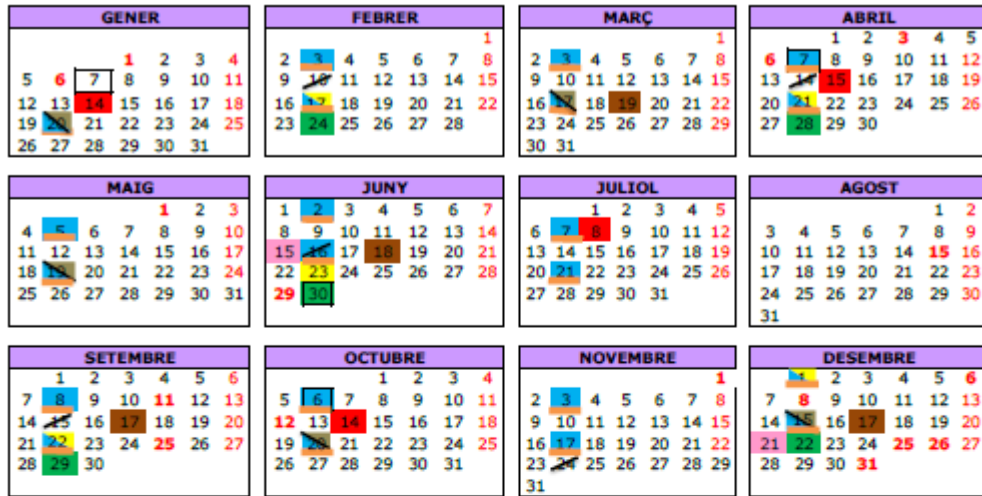 GENER
1 2 3 4
5 6 7 8 9 10 11
12 13 14 15 16 17 18
19 20 21 22 23 24 25
26 27 28 29 30 31
FEBRER
1
2 3 4 5 6 7 8
9 10 11 12 13 14 15
16 17 18 19 20 21 22
23 24 25 26 27 28
MARÇ
1
2 3 4 5 6 7 8
9 10 11 12 13 14 15
16 17 18 19 20 21 22
23 24 25 26 27 28 29
30 31
ABRIL
1 2 3 4 5
6 7 8 9 10 11 12
13 14 15 16 17 18 19
20 21 22 23 24 25 26
27 28 29 30
MAIG
1 2 3
4 5 6 7 8 9 10
11 12 13 14 15 16 17
18 19 20 21 22 23 24
25 26 27 28 29 30 31
JUNY
1 2 3 4 5 6 7
8 9 10 11 12 13 14
15 16 17 18 19 20 21
22 23 24 25 26 27 28
29 30
JULIOL
1 2 3 4 5
6 7 8 9 10 11 12
13 14 15 16 17 18 19
20 21 22 23 24 25 26
27 28 29 30 31
AGOST
1 2
3 4 5 6 7 8 9
10 11 12 13 14 15 16
17 18 19 20 21 22 23
24 25 26 27 28 29 30
31
SETEMBRE
1 2 3 4 5 6
7 8 9 10 11 12 13
14 15 16 17 18 19 20
21 22 23 24 25 26 27
28 29 30
OCTUBRE
1 2 3 4
5 6 7 8 9 10 11
12 13 14 15 16 17 18
19 20 21 22 23 24 25
26 27 28 29 30 31
NOVEMBRE
1
2 3 4 5 6 7 8
9 10 11 12 13 14 15
16 17 18 19 20 21 22
23 24 25 26 27 28 29
31
DESEMBRE
1 2 3 4 5 6
7 8 9 10 11 12 13
14 15 16 17 18 19 20
21 22 23 24 25 26 27
28 29 30 31